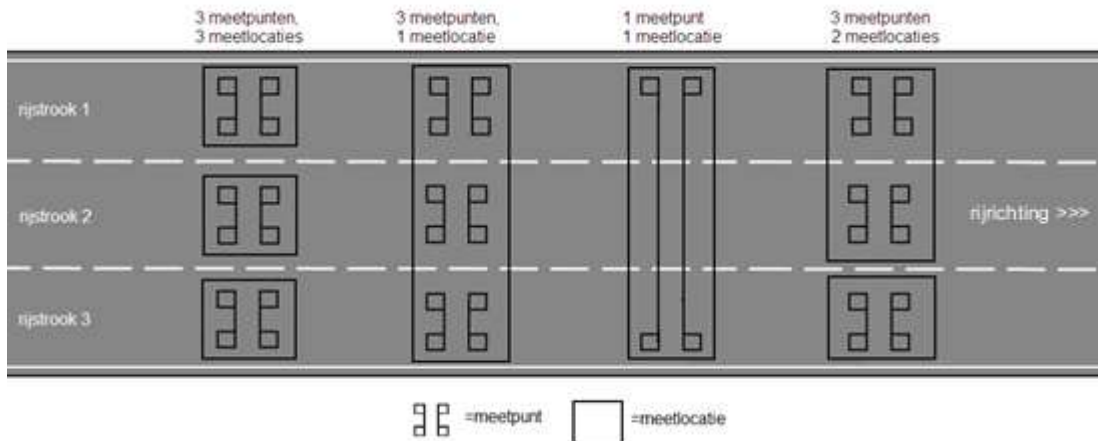 3 meetpunten,
3 meetlocaties
3 meetpunten,
1 meetlocatie
1 meetpunt
1 meetlocatie
3 meetpunten
2 meetlocaties
rijstrook 1
rijstrook 2
rijrichting >>>
rijstrook 3
=meetpunt
=meetlocatie